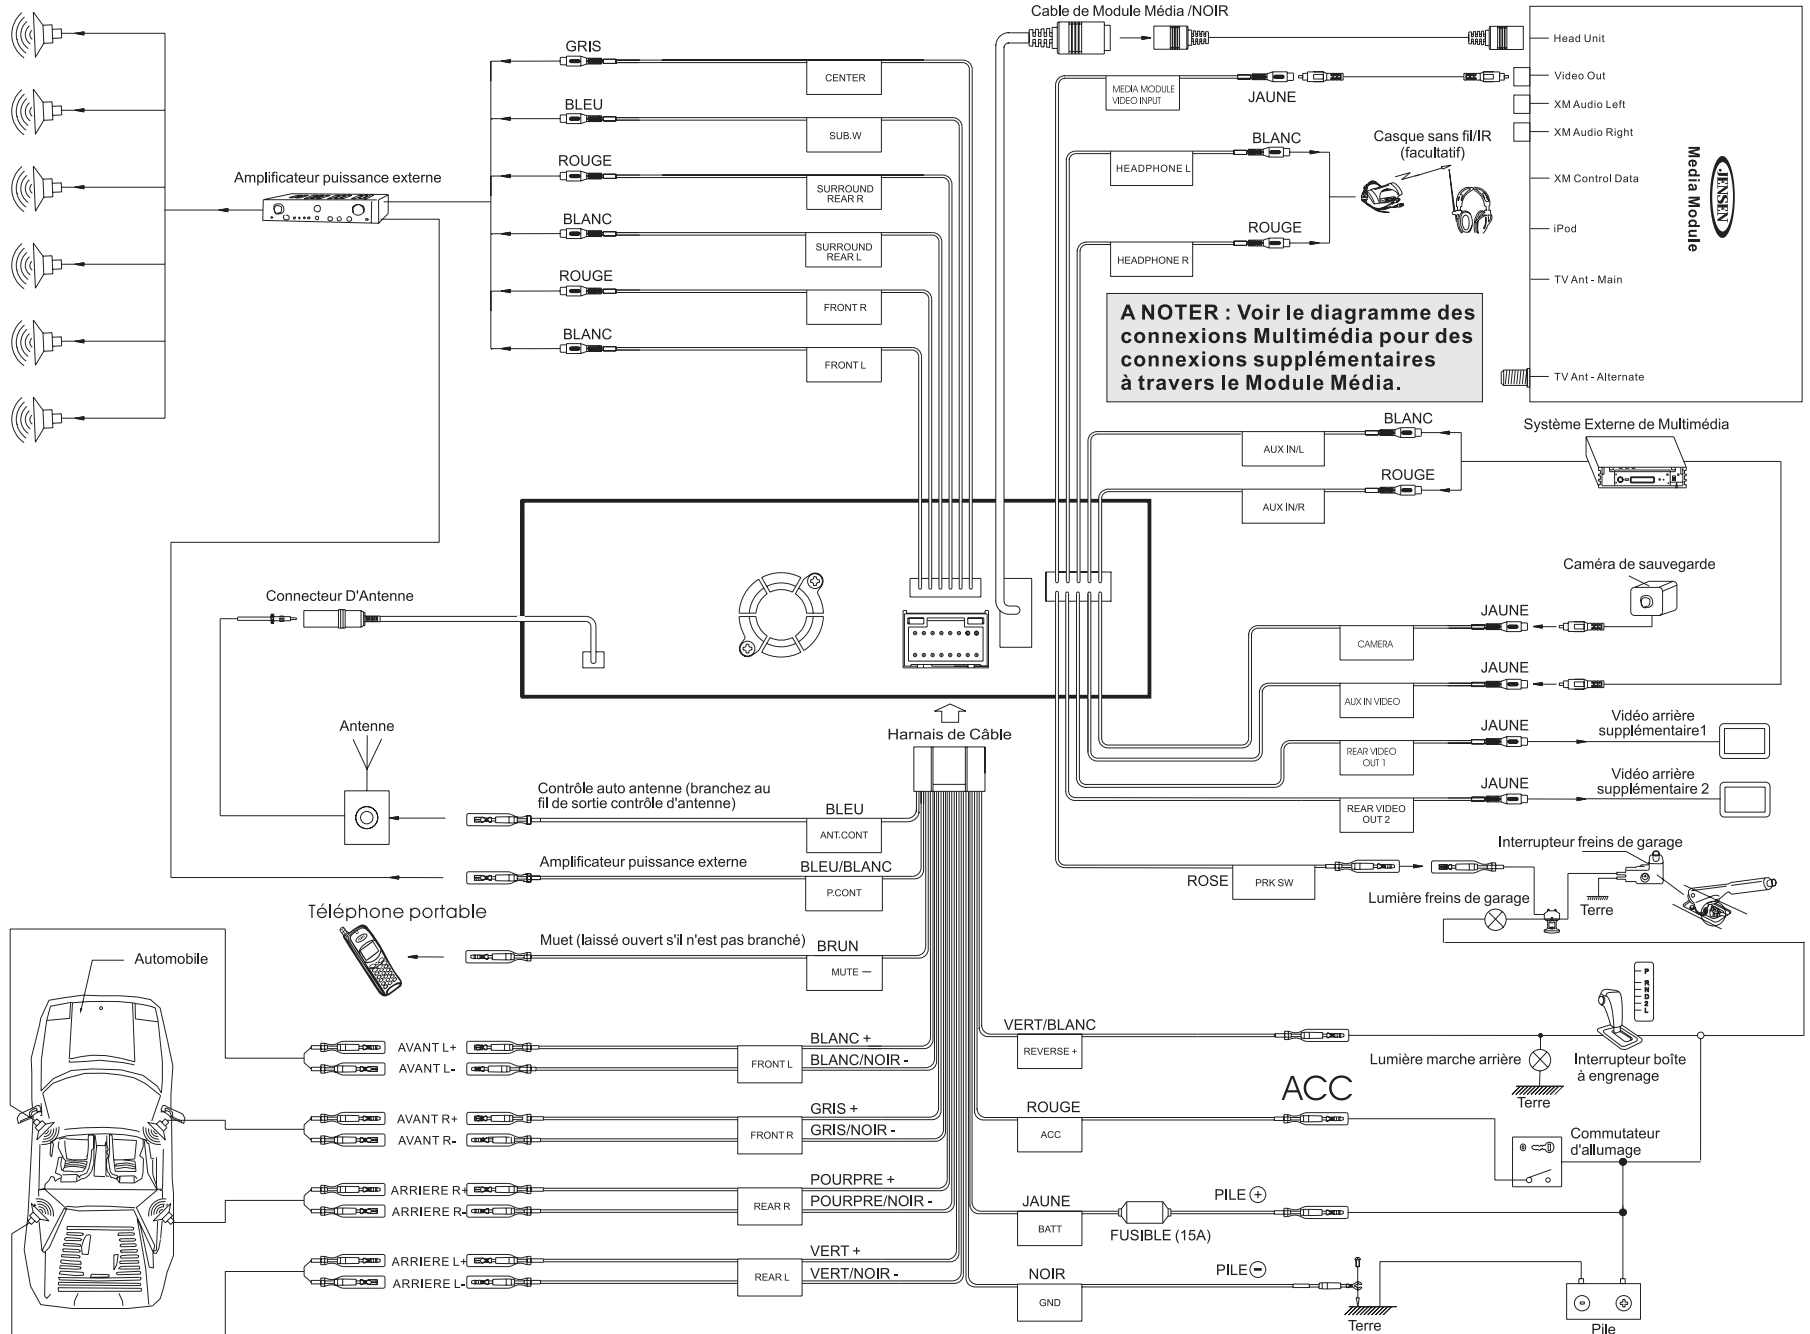 Cable de Module Média /NOIR
GRIS
CENTER
BLEU
SUB.W
ROUGE
SURROUND
REAR R
BLANC
SURROUND
REAR L
ROUGE
FRONT R
BLANC
FRONT L
Amplificateur puissance externe
MEDIA MODULE
VIDEO INPUT
JAUNE
HEADPHONE L
BLANC
ROUGE
HEADPHONE R
Casque sans fil/IR
(facultatif)
Head Unit
Video Out
XM Audio Left
XM Audio Right
XM Control Data
iPod
TV Ant - Main
TV Ant - Alternate
JENSEN
Media Module
A NOTER : Voir le diagramme des
connexions Multimédia pour des
connexions supplémentaires
à travers le Module Média.
BLANC
AUX IN/L
ROUGE
AUX IN/R
Système Externe de Multimédia
Connecteur D'Antenne
Antenne
Caméra de sauvegarde
JAUNE
CAMERA
JAUNE
AUX IN VIDEO
JAUNE
REAR VIDEO
OUT 1
Vidéo arrière
supplémentaire1
JAUNE
REAR VIDEO
OUT 2
Vidéo arrière
supplémentaire 2
Harnais de Câble
Contrôle auto antenne (branchez au
fil de sortie contrôle d'antenne)
BLEU
ANT.CONT
Amplificateur puissance externe
BLEU/BLANC
P.CONT
ROSE
PRK SW
Interrupteur freins de garage
Lumière freins de garage
Terre
Téléphone portable
Muet (laissé ouvert s'il n'est pas branché)
BRUN
MUTE —
Automobile
AVANT L+
AVANT L-
FRONT L
BLANC +
BLANC/NOIR -
AVANT R+
AVANT R-
FRONT R
GRIS +
GRIS/NOIR -
ARRIERE R+
ARRIERE R-
REAR R
POURPRE +
POURPRE/NOIR -
ARRIERE L+
ARRIERE L-
REAR L
VERT +
VERT/NOIR -
VERT/BLANC
REVERSE +
Lumière marche arrière
Terre
P
R
N
D
2
L
Interrupteur boîte
à engrenage
ACC
ROUGE
ACC
Commutateur
d'allumage
JAUNE
BATT
FUSIBLE (15A)
PILE +
NOIR
GND
PILE -
Terre
- +
Pile